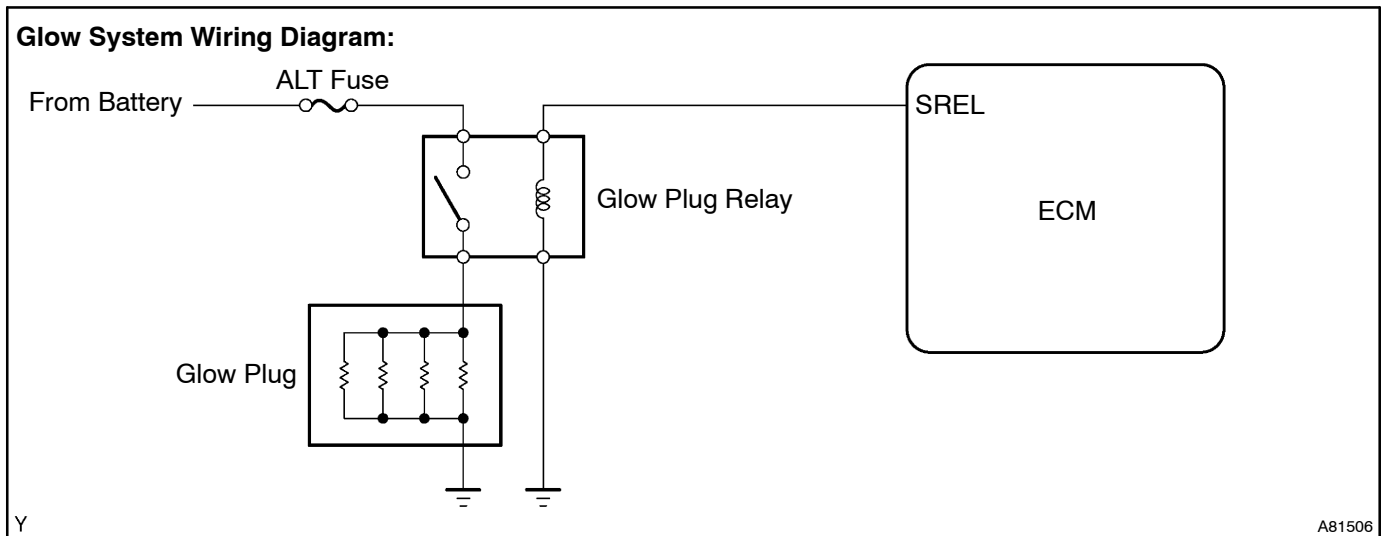 Glow System Wiring Diagram:
ALT Fuse
From Battery
SREL
Glow Plug Relay
ECM
Glow Plug
Y
A81506